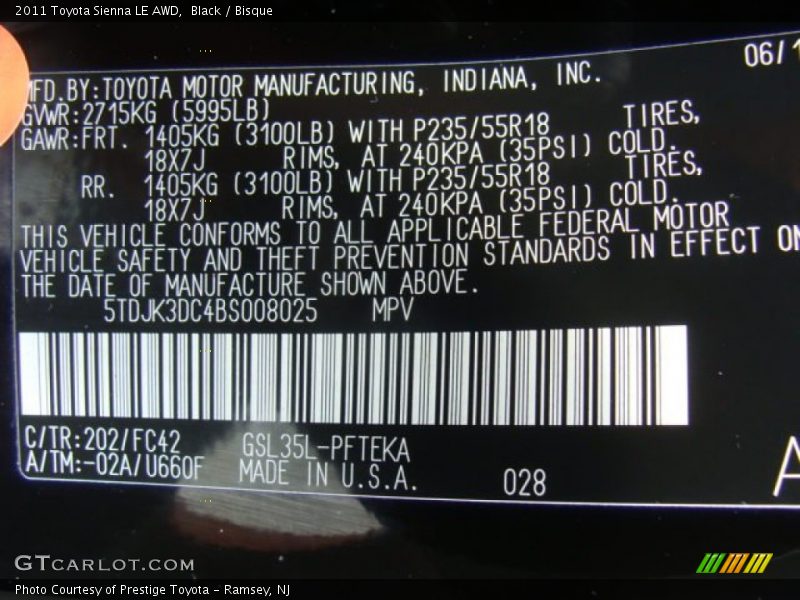 2011 Toyota Sienna LE AWD, Black / Bisque
06/1
MFD.BY:TOYOTA MOTOR MANUFACTURING, INDIANA, INC.
GVWR:2715KG (5995LB)
GAWR:FRT. 1405KG (3100LB) WITH P235/55R18 TIRES,
18X7J RIMS, AT 240KPA (35PSI) COLD.
RR. 1405KG (3100LB) WITH P235/55R18 TIRES,
18X7J RIMS, AT 240KPA (35PSI) COLD.
THIS VEHICLE CONFORMS TO ALL APPLICABLE FEDERAL MOTOR
VEHICLE SAFETY AND THEFT PREVENTION STANDARDS IN EFFECT ON
THE DATE OF MANUFACTURE SHOWN ABOVE.
5TDJK3DC4BS008025 MPV
C/TR:202/FC42 GSL35L-PFTEKA
A/TM:-02A/U660F MADE IN U.S.A. 028
A
GTCARLOT.COM
Photo Courtesy of Prestige Toyota - Ramsey, NJ